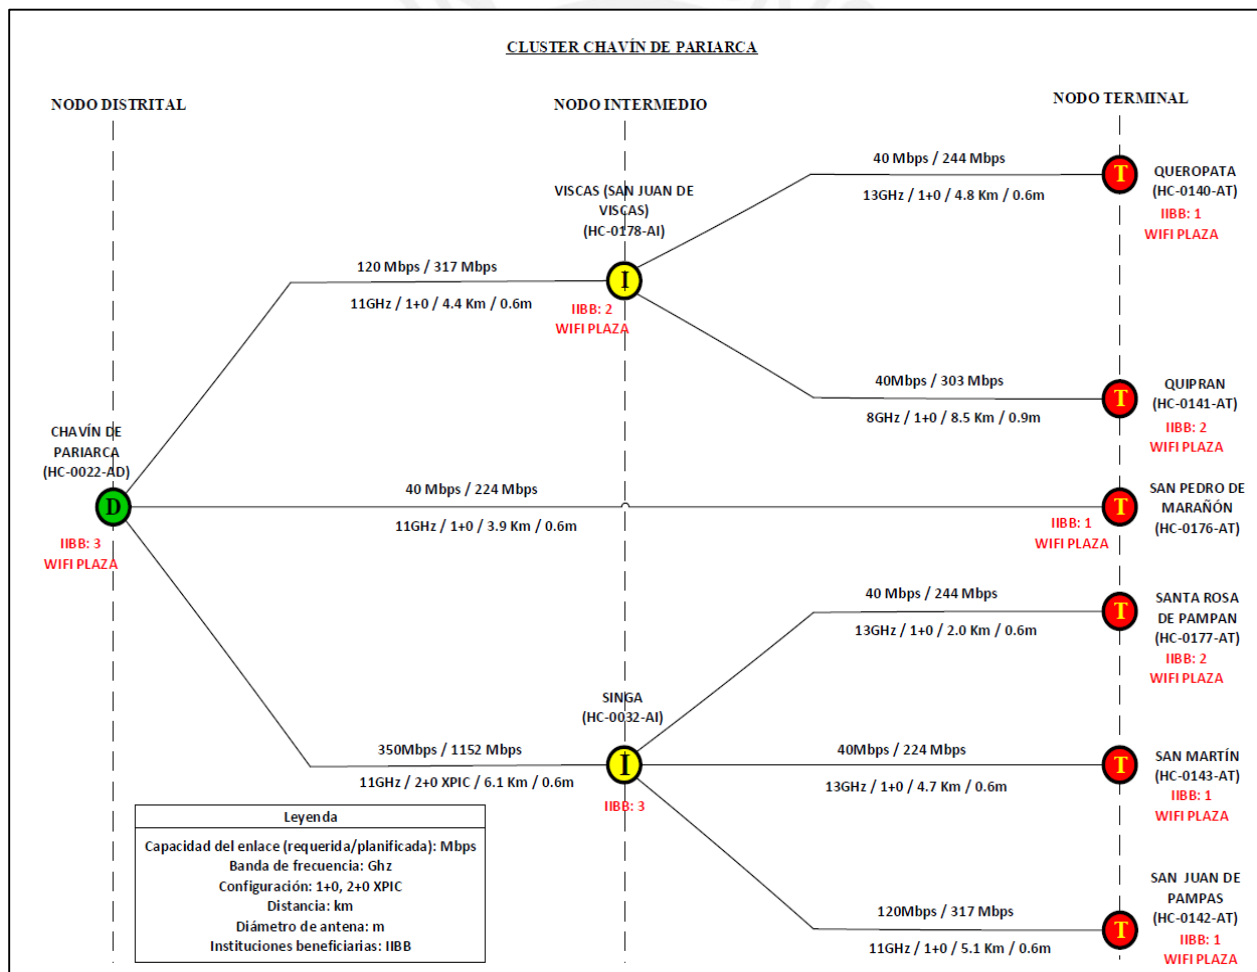 CLUSTER CHAVÍN DE PARIARCA
NODO DISTRITAL
NODO INTERMEDIO
NODO TERMINAL
40 Mbps / 244 Mbps
13GHz / 1+0 / 4.8 Km / 0.6m
T
QUEROPATA
(HC-0140-AT)
IIBB: 1
WIFI PLAZA
VISCAS (SAN JUAN DE
VISCAS)
(HC-0178-AI)
I
IIBB: 2
WIFI PLAZA
120 Mbps / 317 Mbps
11GHz / 1+0 / 4.4 Km / 0.6m
40Mbps / 303 Mbps
8GHz / 1+0 / 8.5 Km / 0.9m
T
QUIPRAN
(HC-0141-AT)
IIBB: 2
WIFI PLAZA
CHAVÍN DE
PARIARCA
(HC-0022-AD)
D
IIBB: 3
WIFI PLAZA
40 Mbps / 224 Mbps
11GHz / 1+0 / 3.9 Km / 0.6m
T
SAN PEDRO DE
MARAÑÓN
(HC-0176-AT)
IIBB: 1
WIFI PLAZA
40 Mbps / 244 Mbps
13GHz / 1+0 / 2.0 Km / 0.6m
T
SANTA ROSA
DE PAMPAN
(HC-0177-AT)
IIBB: 2
WIFI PLAZA
SINGA
(HC-0032-AI)
I
IIBB: 3
350Mbps / 1152 Mbps
11GHz / 2+0 XPIC / 6.1 Km / 0.6m
40Mbps / 224 Mbps
13GHz / 1+0 / 4.7 Km / 0.6m
T
SAN MARTÍN
(HC-0143-AT)
IIBB: 1
WIFI PLAZA
120Mbps / 317 Mbps
11GHz / 1+0 / 5.1 Km / 0.6m
T
SAN JUAN DE
PAMPAS
(HC-0142-AT)
IIBB: 1
WIFI PLAZA
Leyenda
Capacidad del enlace (requerida/planificada): Mbps
Banda de frecuencia: Ghz
Configuración: 1+0, 2+0 XPIC
Distancia: km
Diámetro de antena: m
Instituciones beneficiarias: IIBB